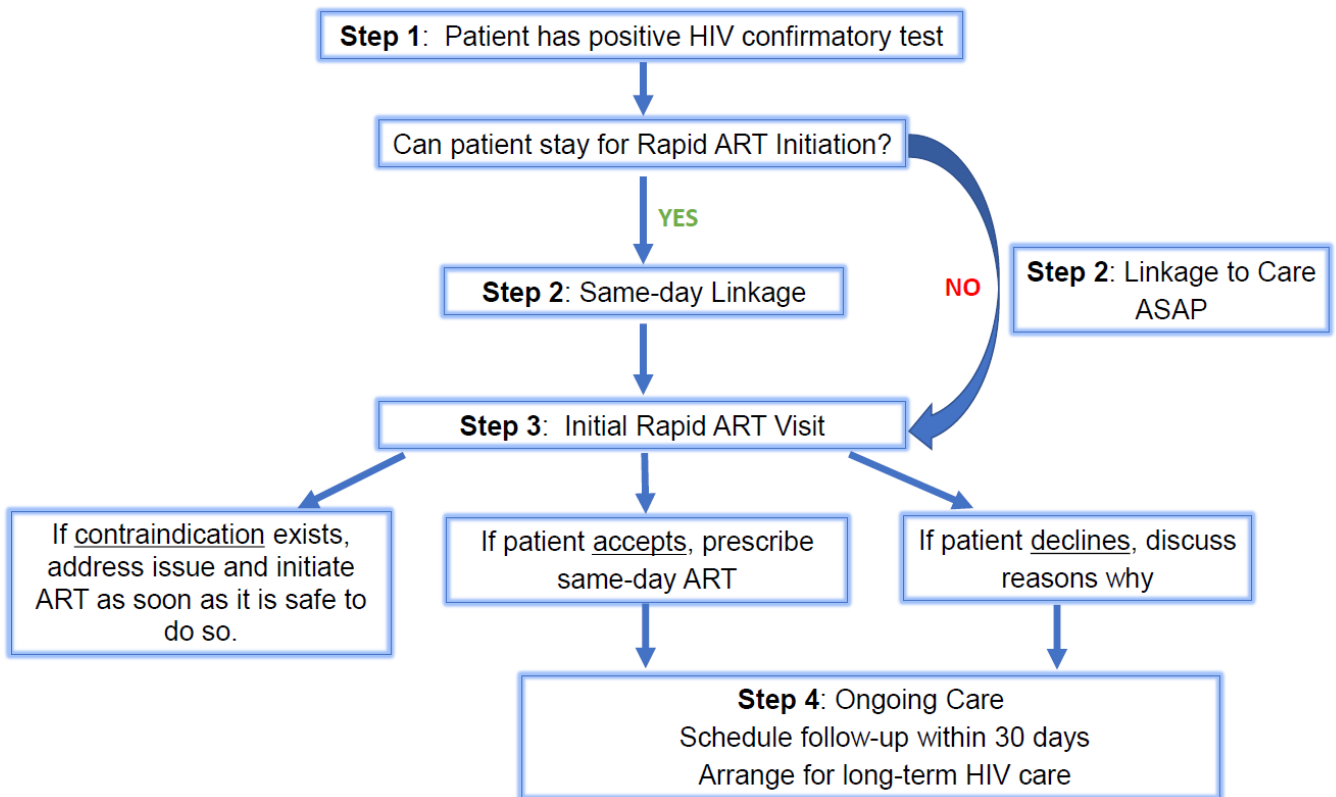 Step 1: Patient has positive HIV confirmatory test
Can patient stay for Rapid ART Initiation?
YES
Step 2: Same-day Linkage
NO
Step 2: Linkage to Care
ASAP
Step 3: Initial Rapid ART Visit
If contraindication exists,
address issue and initiate
ART as soon as it is safe to
do so.
If patient accepts, prescribe
same-day ART
If patient declines, discuss
reasons why
Step 4: Ongoing Care
Schedule follow-up within 30 days
Arrange for long-term HIV care